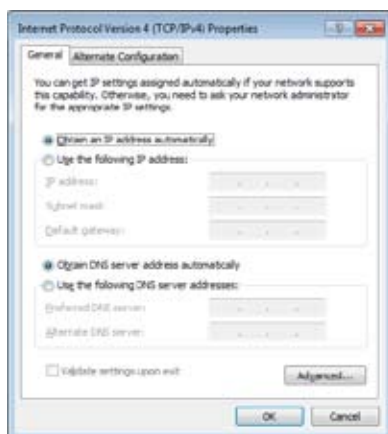 Internet Protocol Version 4 (TCP/IPv4) Properties
General
Alternate Configuration
You can get IP settings assigned automatically if your network supports
this capability. Otherwise, you need to ask your network administrator
for the appropriate IP settings.
Obtain an IP address automatically
Use the following IP address:
IP address:
Subnet mask:
Default gateway:
Obtain DNS server address automatically
Use the following DNS server addresses:
Preferred DNS server:
Alternate DNS server:
Validate settings upon exit
Advanced...
OK
Cancel